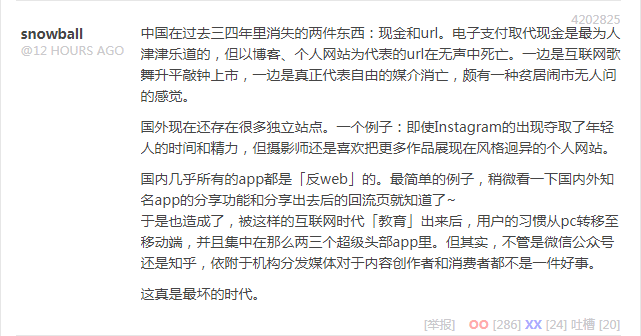 4202825
snowball
@12 HOURS AGO
中国在过去三四年里消失的两件东西：现金和url。电子支付取代现金是最为人
津津乐道的，但以博客、个人网站为代表的url在无声中死亡。一边是互联网歌
舞升平敲钟上市，一边是真正代表自由的媒介消亡，颇有一种贫居闹市无人问
的感觉。
国外现在还存在很多独立站点。一个例子：即使Instagram的出现夺取了年轻
人的时间和精力，但摄影师还是喜欢把更多作品展现在风格迥异的个人网站。
国内几乎所有的app都是「反web」的。最简单的例子，稍微看一下国内外知
名app的分享功能和分享出去后的回流页就知道了~
于是也造成了，被这样的互联网时代「教育」出来后，用户的习惯从pc转移至
移动端，并且集中在那么两三个超级头部app里。但其实，不管是微信公众号
还是知乎，依附于机构分发媒体对于内容创作者和消费者都不是一件好事。
这真是最坏的时代。
[举报] OO [286] XX [24] 吐槽 [20]